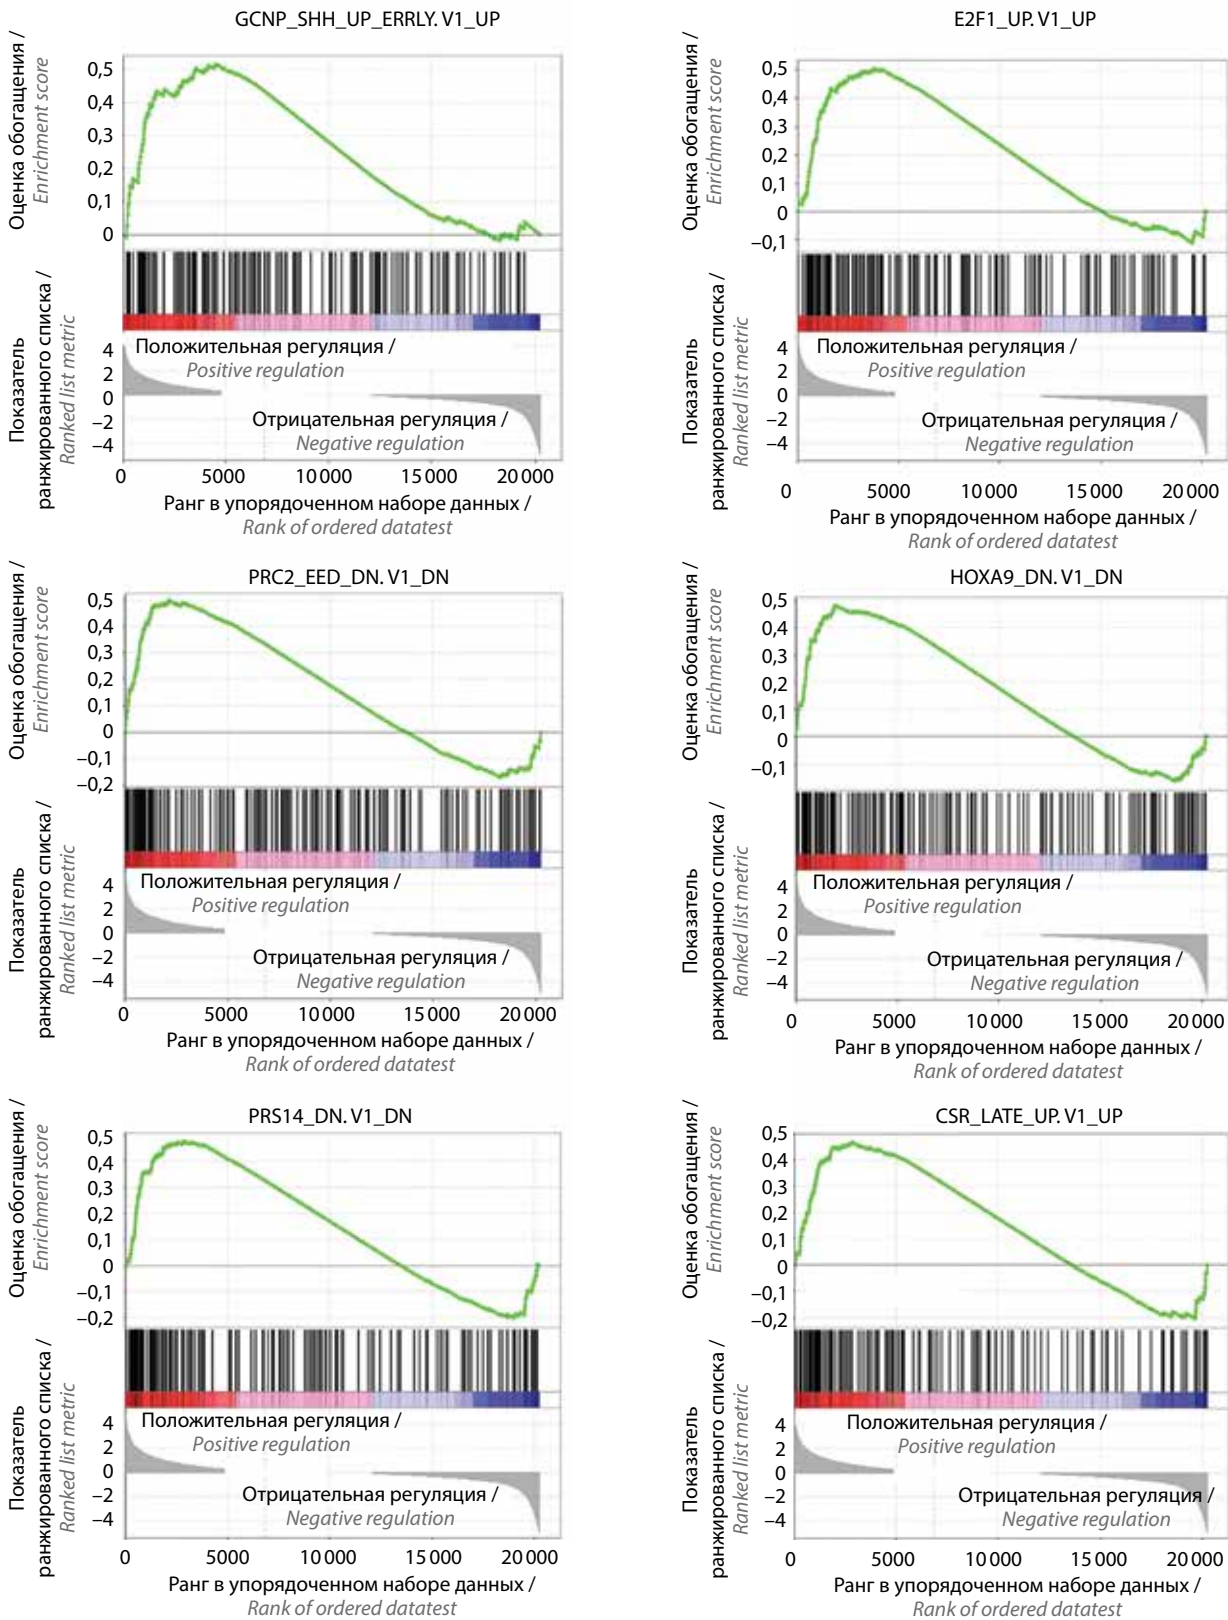 GCNP_SHH_UP_ERRLY. V1_UP
Оценка обогащения /
Enrichment score
0,5
0,4
0,3
0,2
0,1
0
Показатель
ранжированного списка /
Ranked list metric
4
2
0
−2
−4
Положительная регуляция /
Positive regulation
Отрицательная регуляция /
Negative regulation
0 5000 10 000 15 000 20 000
Ранг в упорядоченном наборе данных /
Rank of ordered datatest
E2F1_UP. V1_UP
Оценка обогащения /
Enrichment score
0,5
0,4
0,3
0,2
0,1
0
−0,1
Показатель
ранжированного списка /
Ranked list metric
4
2
0
−2
−4
Положительная регуляция /
Positive regulation
Отрицательная регуляция /
Negative regulation
0 5000 10 000 15 000 20 000
Ранг в упорядоченном наборе данных /
Rank of ordered datatest
PRC2_EED_DN. V1_DN
Оценка обогащения /
Enrichment score
0,5
0,4
0,3
0,2
0,1
0
−0,1
−0,2
Показатель
ранжированного списка /
Ranked list metric
4
2
0
−2
−4
Положительная регуляция /
Positive regulation
Отрицательная регуляция /
Negative regulation
0 5000 10 000 15 000 20 000
Ранг в упорядоченном наборе данных /
Rank of ordered datatest
HOXA9_DN. V1_DN
Оценка обогащения /
Enrichment score
0,5
0,4
0,3
0,2
0,1
0
−0,1
Показатель
ранжированного списка /
Ranked list metric
4
2
0
−2
−4
Положительная регуляция /
Positive regulation
Отрицательная регуляция /
Negative regulation
0 5000 10 000 15 000 20 000
Ранг в упорядоченном наборе данных /
Rank of ordered datatest
PRS14_DN. V1_DN
Оценка обогащения /
Enrichment score
0,5
0,4
0,3
0,2
0,1
0
−0,1
−0,2
Показатель
ранжированного списка /
Ranked list metric
4
2
0
−2
−4
Положительная регуляция /
Positive regulation
Отрицательная регуляция /
Negative regulation
0 5000 10 000 15 000 20 000
Ранг в упорядоченном наборе данных /
Rank of ordered datatest
CSR_LATE_UP. V1_UP
Оценка обогащения /
Enrichment score
0,5
0,4
0,3
0,2
0,1
0
−0,1
−0,2
Показатель
ранжированного списка /
Ranked list metric
4
2
0
−2
−4
Положительная регуляция /
Positive regulation
Отрицательная регуляция /
Negative regulation
0 5000 10 000 15 000 20 000
Ранг в упорядоченном наборе данных /
Rank of ordered datatest